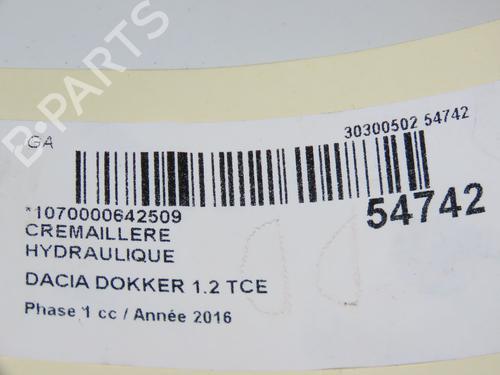 GA
30300502 54742
*1070000642509
54742
CREMAILLERE
HYDRAULIQUE
DACIA DOKKER 1.2 TCE
Phase 1 cc / Année 2016
B-PARTS